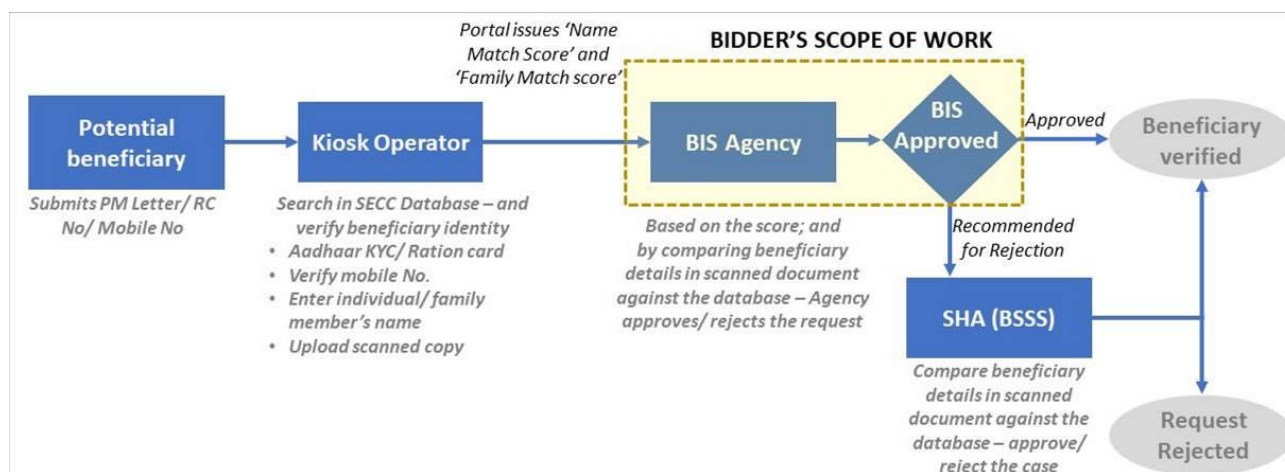 Portal issues ‘Name
Match Score’ and
‘Family Match score’
BIDDER’S SCOPE OF WORK
Potential
beneficiary
Submits PM Letter/ RC
No/ Mobile No
Kiosk Operator
Search in SECC Database – and
verify beneficiary identity
• Aadhaar KYC/ Ration card
• Verify mobile No.
• Enter individual/ family
member’s name
• Upload scanned copy
BIS Agency
Based on the score; and
by comparing beneficiary
details in scanned document
against the database – Agency
approves/ rejects the request
BIS
Approved
Approved
Beneficiary
verified
Recommended
for Rejection
SHA (BSSS)
Compare beneficiary
details in scanned
document against the
database – approve/
reject the case
Request
Rejected